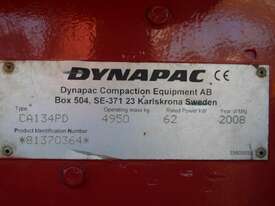 DYNAPAC CE
Dynapac Compaction Equipment AB
Box 504, SE-371 23 Karlskrona Sweden
Type Operating mass kg Rated Power kW Year of Mfg
CA134PD 4950 62 2008
Product Identification Number
*81370364*